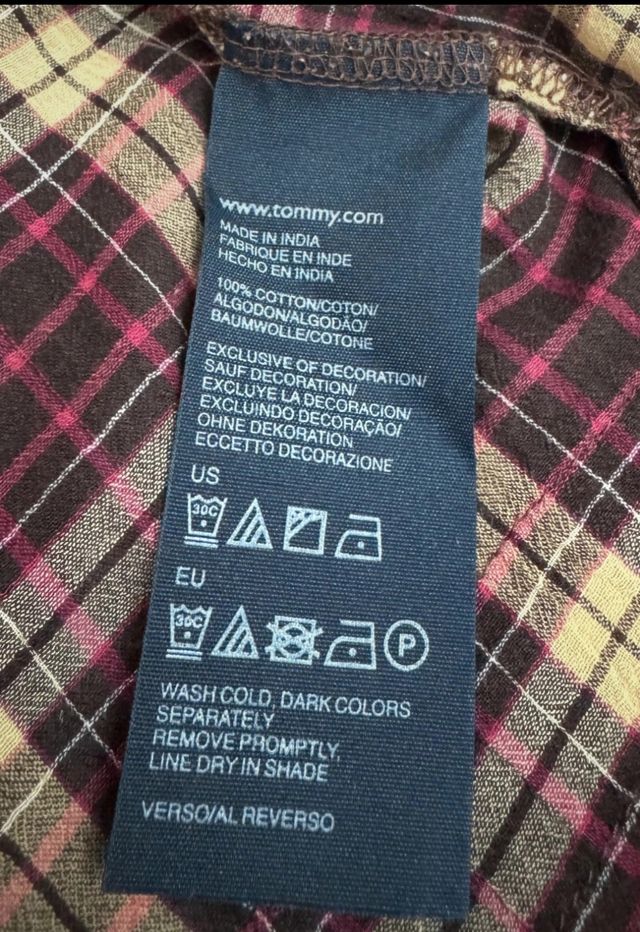 www.tommy.com
MADE IN INDIA
FABRIQUE EN INDE
HECHO EN INDIA
100% COTTON/COTON/
ALGODON/ALGODÃO/
BAUMWOLLE/COTONE
EXCLUSIVE OF DECORATION/
SAUF DECORATION/
EXCLUYE LA DECORACION/
EXCLUINDO DECORAÇÃO/
OHNE DEKORATION
ECCETTO DECORAZIONE
US
30C
EU
30C P
WASH COLD, DARK COLORS
SEPARATELY
REMOVE PROMPTLY,
LINE DRY IN SHADE
VERSO/AL REVERSO